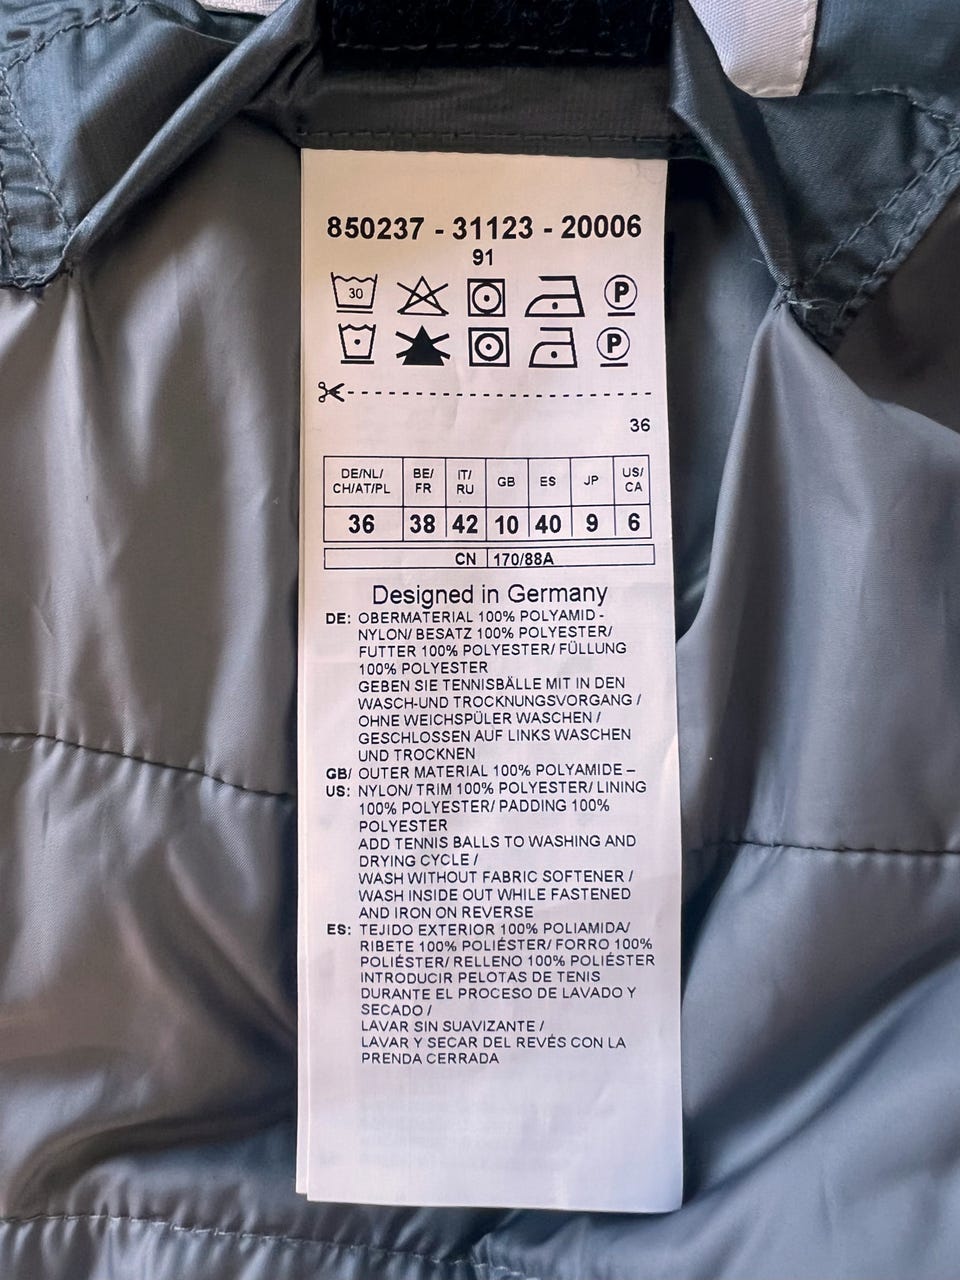 850237 - 31123 - 20006
91
30
P
P
36
DE/NL/
CH/AT/PL
BE/
FR
IT/
RU
GB
ES
JP
US/
CA
36 38 42 10 40 9 6
CN 170/88A
Designed in Germany
DE: OBERMATERIAL 100% POLYAMID -
NYLON/ BESATZ 100% POLYESTER/
FUTTER 100% POLYESTER/ FÜLLUNG
100% POLYESTER
GEBEN SIE TENNISBÄLLE MIT IN DEN
WASCH-UND TROCKNUNGSVORGANG /
OHNE WEICHSPÜLER WASCHEN /
GESCHLOSSEN AUF LINKS WASCHEN
UND TROCKNEN
GB/ OUTER MATERIAL 100% POLYAMIDE –
US: NYLON/ TRIM 100% POLYESTER/ LINING
100% POLYESTER/ PADDING 100%
POLYESTER
ADD TENNIS BALLS TO WASHING AND
DRYING CYCLE /
WASH WITHOUT FABRIC SOFTENER /
WASH INSIDE OUT WHILE FASTENED
AND IRON ON REVERSE
ES: TEJIDO EXTERIOR 100% POLIAMIDA/
RIBETE 100% POLIÉSTER/ FORRO 100%
POLIÉSTER/ RELLENO 100% POLIÉSTER
INTRODUCIR PELOTAS DE TENIS
DURANTE EL PROCESO DE LAVADO Y
SECADO /
LAVAR SIN SUAVIZANTE /
LAVAR Y SECAR DEL REVÉS CON LA
PRENDA CERRADA